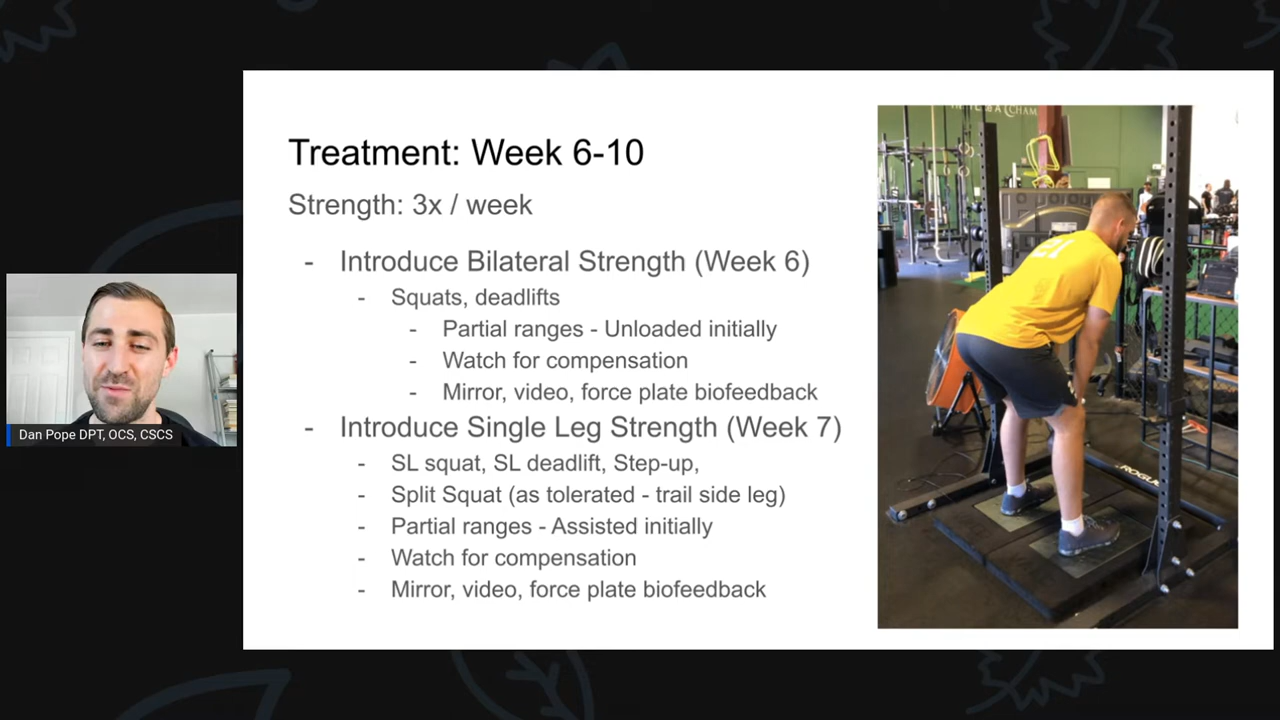 Treatment: Week 6-10
Strength: 3x / week
- Introduce Bilateral Strength (Week 6)
- Squats, deadlifts
- Partial ranges - Unloaded initially
- Watch for compensation
- Mirror, video, force plate biofeedback
- Introduce Single Leg Strength (Week 7)
- SL squat, SL deadlift, Step-up,
- Split Squat (as tolerated - trail side leg)
- Partial ranges - Assisted initially
- Watch for compensation
- Mirror, video, force plate biofeedback
Dan Pope DPT, OCS, CSCS
21
ROGUE